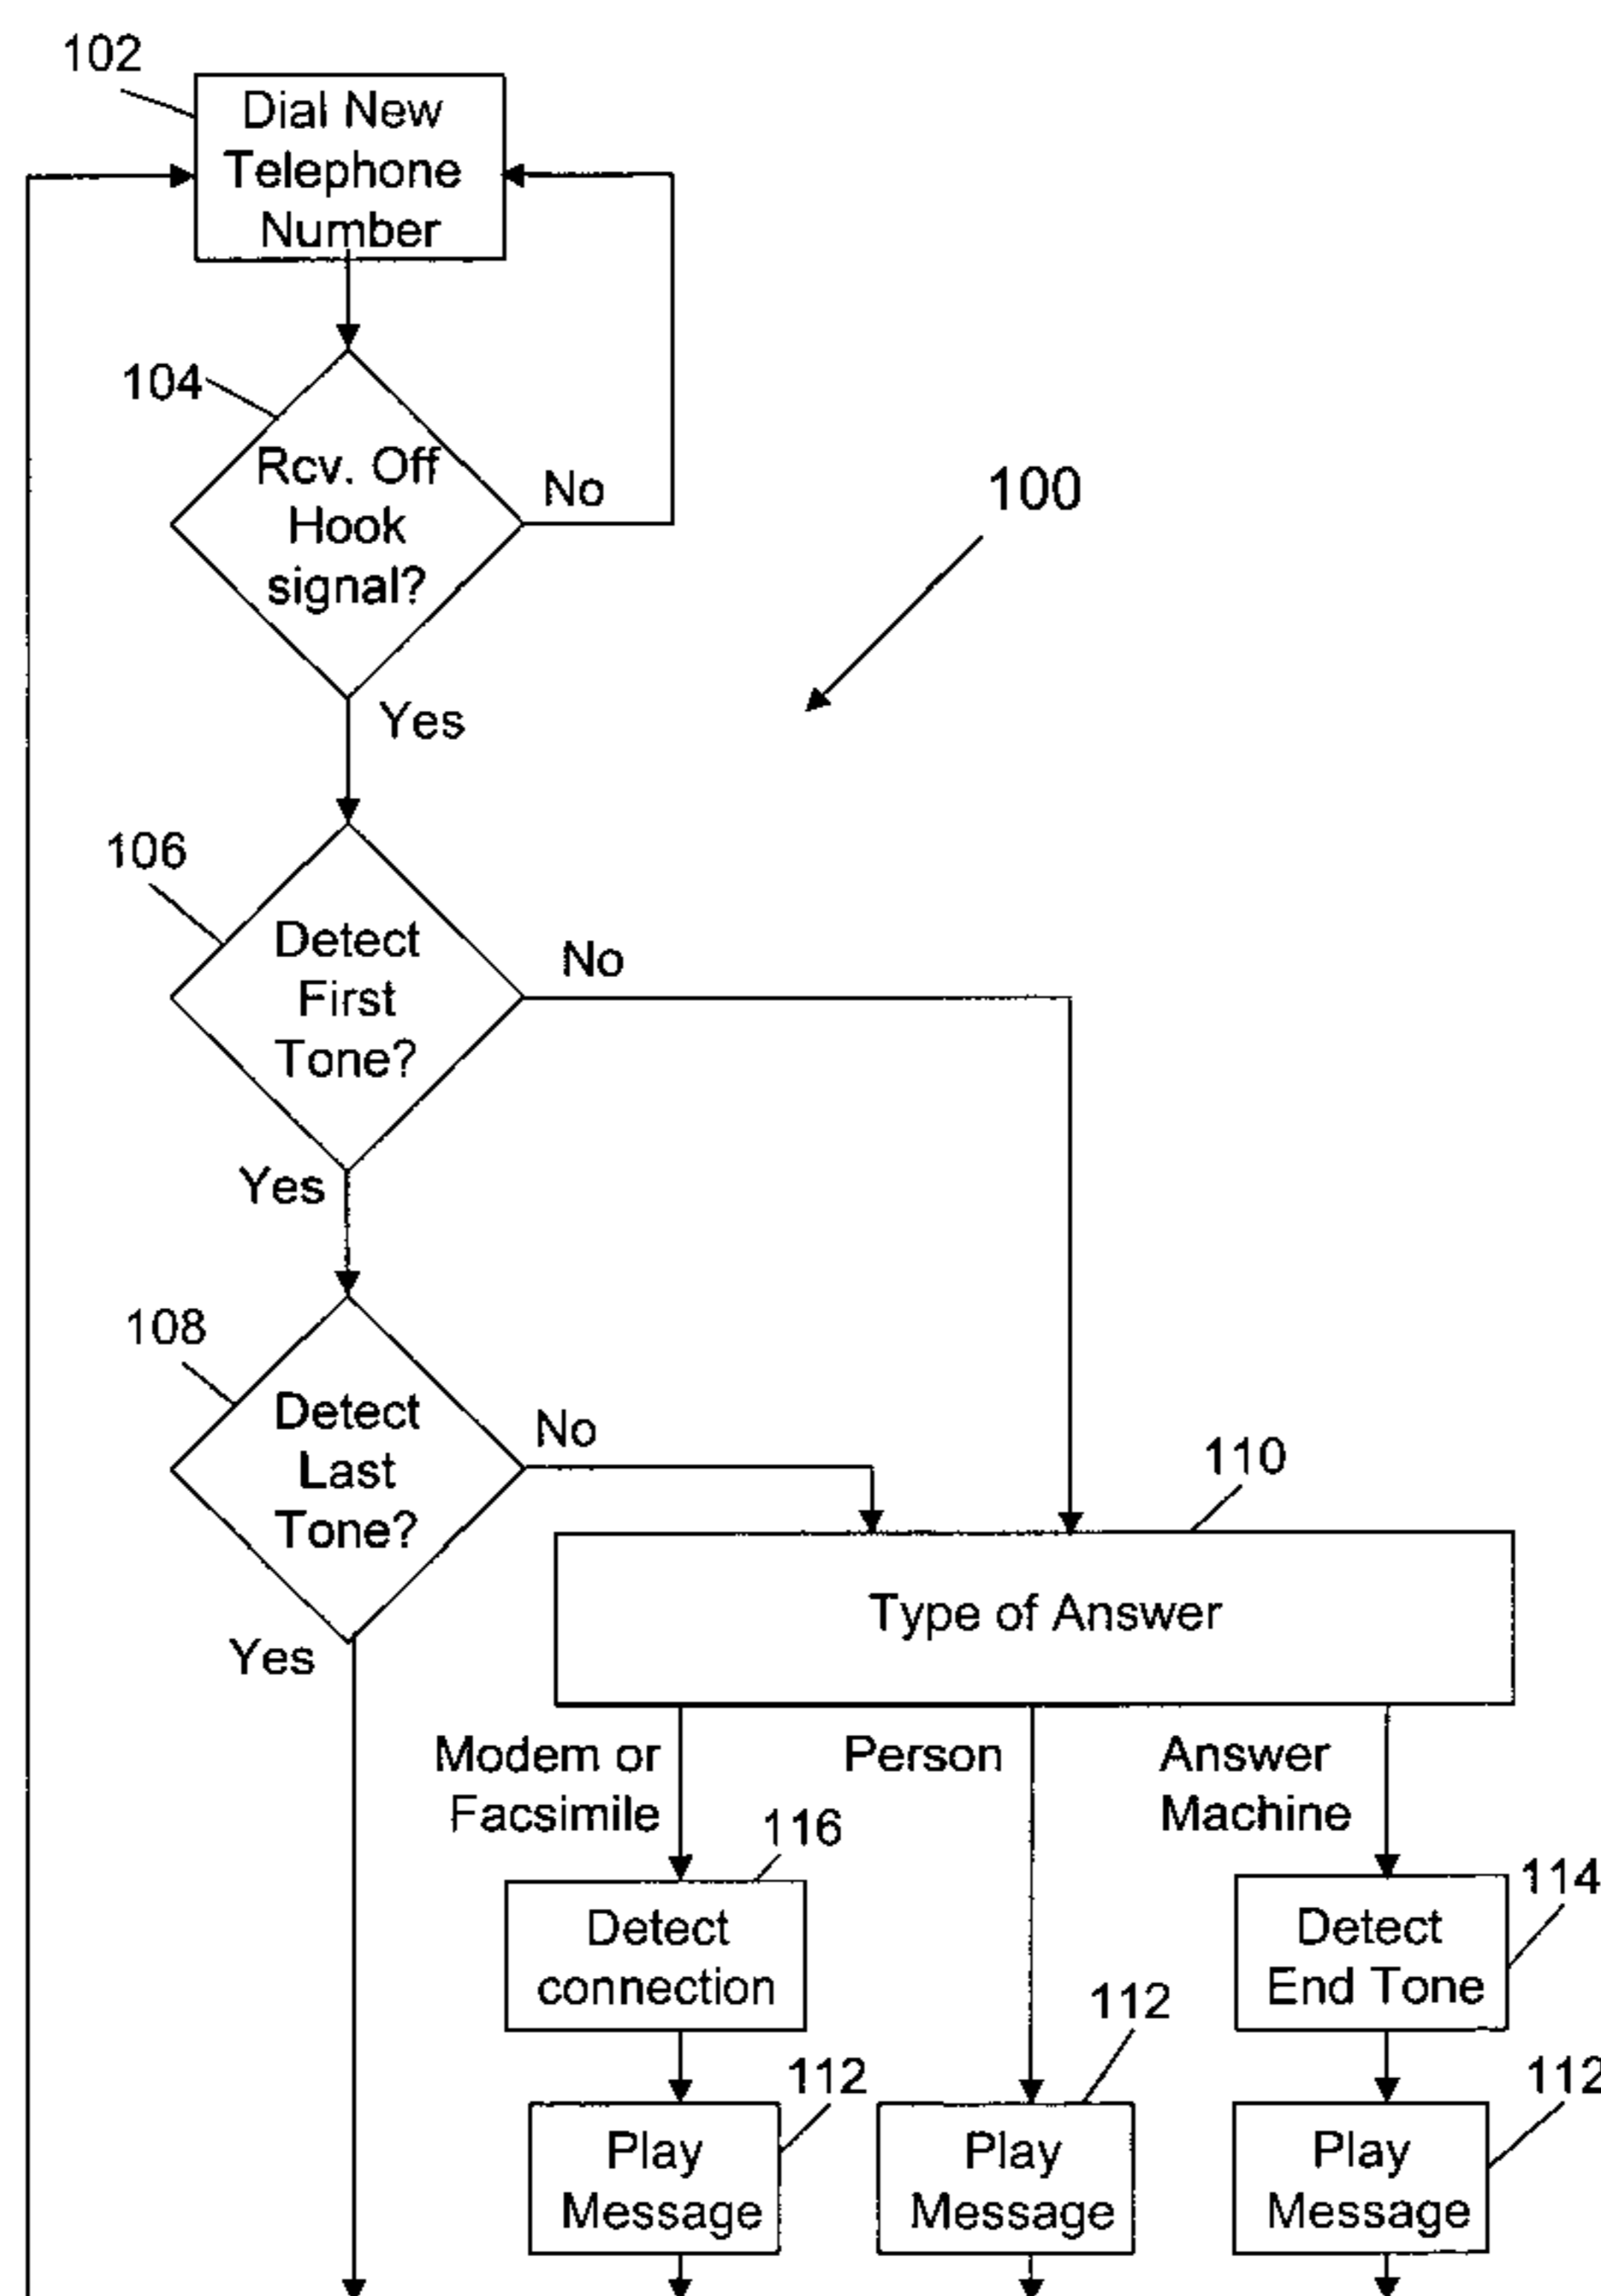 102
Dial New
Telephone
Number
104
Rcv. Off
Hook
signal?
No
100
Yes
106
Detect
First
Tone?
No
Yes
108
Detect
Last
Tone?
No
110
Type of Answer
Yes
Modem or
Facsimile
Person
Answer
Machine
116
114
Detect
connection
Detect
End Tone
112
112
112
Play
Message
Play
Message
Play
Message